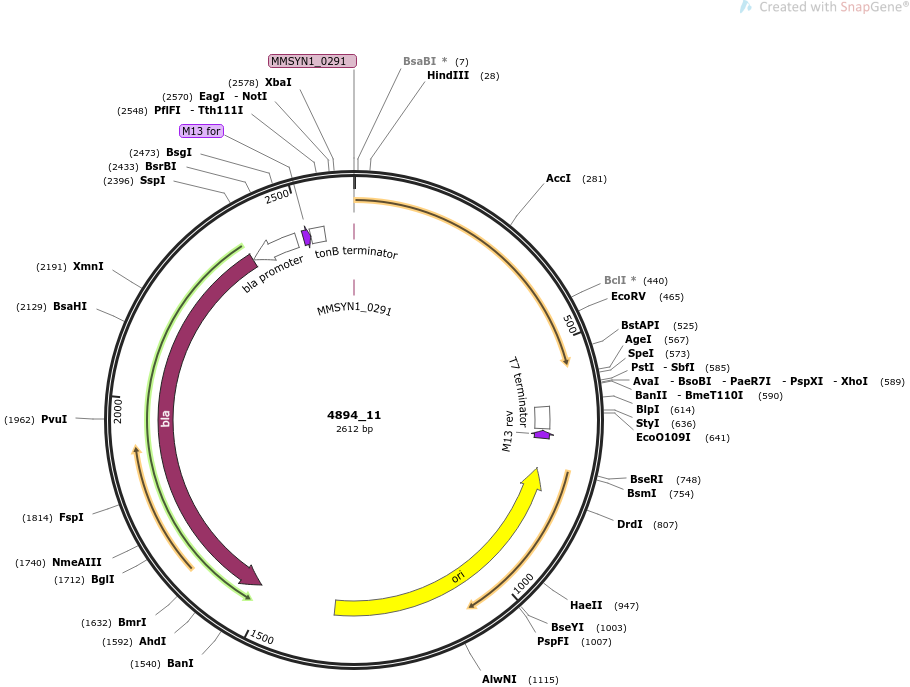 Created with SnapGene®
MMSYN1_0291
BsaBI * (7)
HindIII (28)
(2578) XbaI
(2570) EagI - NotI
(2548) PflFI - Tth111I
M13 for
(2473) BsgI
(2433) BsrBI
(2396) SspI
(2191) XmnI
(2129) BsaHI
(1962) PvuI
(1814) FspI
(1740) NmeAIII
(1712) BglI
(1632) BmrI
(1592) AhdI
(1540) BanI
AccI (281)
BclI * (440)
EcoRV (465)
BstAPI (525)
AgeI (567)
SpeI (573)
PstI - SbfI (585)
AvaI - BsoBI - PaeR7I - PspXI - XhoI (589)
BanII - BmeT110I (590)
BlpI (614)
StyI (636)
EcoO109I (641)
BseRI (748)
BsmI (754)
DrdI (807)
HaeII (947)
BseYI (1003)
PspFI (1007)
AlwNI (1115)
500
1000
1500
2000
2500
tonB terminator
bla promoter
MMSYN1_0291
T7 terminator
M13 rev
bla
ori
4894_11
2612 bp